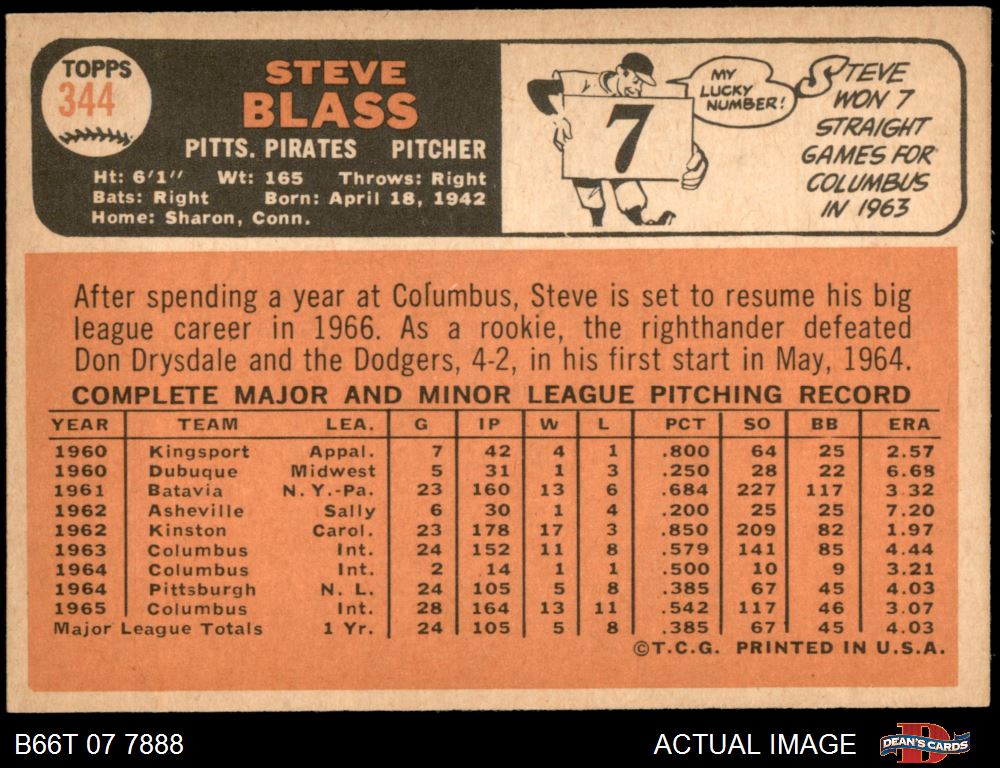 TOPPS
344
STEVE
BLASS
PITTS. PIRATES PITCHER
Ht: 6'1" Wt: 165 Throws: Right
Bats: Right Born: April 18, 1942
Home: Sharon, Conn.
7
MY
LUCKY
NUMBER!
STEVE
WON 7
STRAIGHT
GAMES FOR
COLUMBUS
IN 1963
After spending a year at Columbus, Steve is set to resume his big
league career in 1966. As a rookie, the righthander defeated
Don Drysdale and the Dodgers, 4-2, in his first start in May, 1964.
COMPLETE MAJOR AND MINOR LEAGUE PITCHING RECORD
YEAR TEAM LEA. G IP W L PCT SO BB ERA
1960 Kingsport Appal. 7 42 4 1 .800 64 25 2.57
1960 Dubuque Midwest 5 31 1 3 .250 28 22 6.68
1961 Batavia N.Y.-Pa. 23 160 13 6 .684 227 117 3.32
1962 Asheville Sally 6 30 1 4 .200 25 25 7.20
1962 Kinston Carol. 23 178 17 3 .850 209 82 1.97
1963 Columbus Int. 24 152 11 8 .579 141 85 4.44
1964 Columbus Int. 2 14 1 1 .500 10 9 3.21
1964 Pittsburgh N. L. 24 105 5 8 .385 67 45 4.03
1965 Columbus Int. 28 164 13 11 .542 117 46 3.07
Major League Totals 1 Yr. 24 105 5 8 .385 67 45 4.03
©T.C.G. PRINTED IN U.S.A.
B66T 07 7888
ACTUAL IMAGE
DEAN'S CARDS